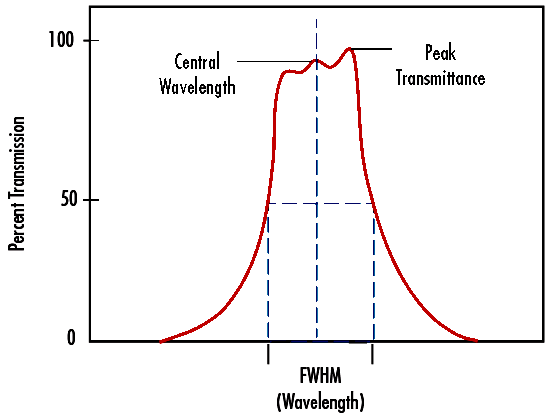 100
Central
Wavelength
Peak
Transmittance
Percent Transmission
50
0
FWHM
(Wavelength)